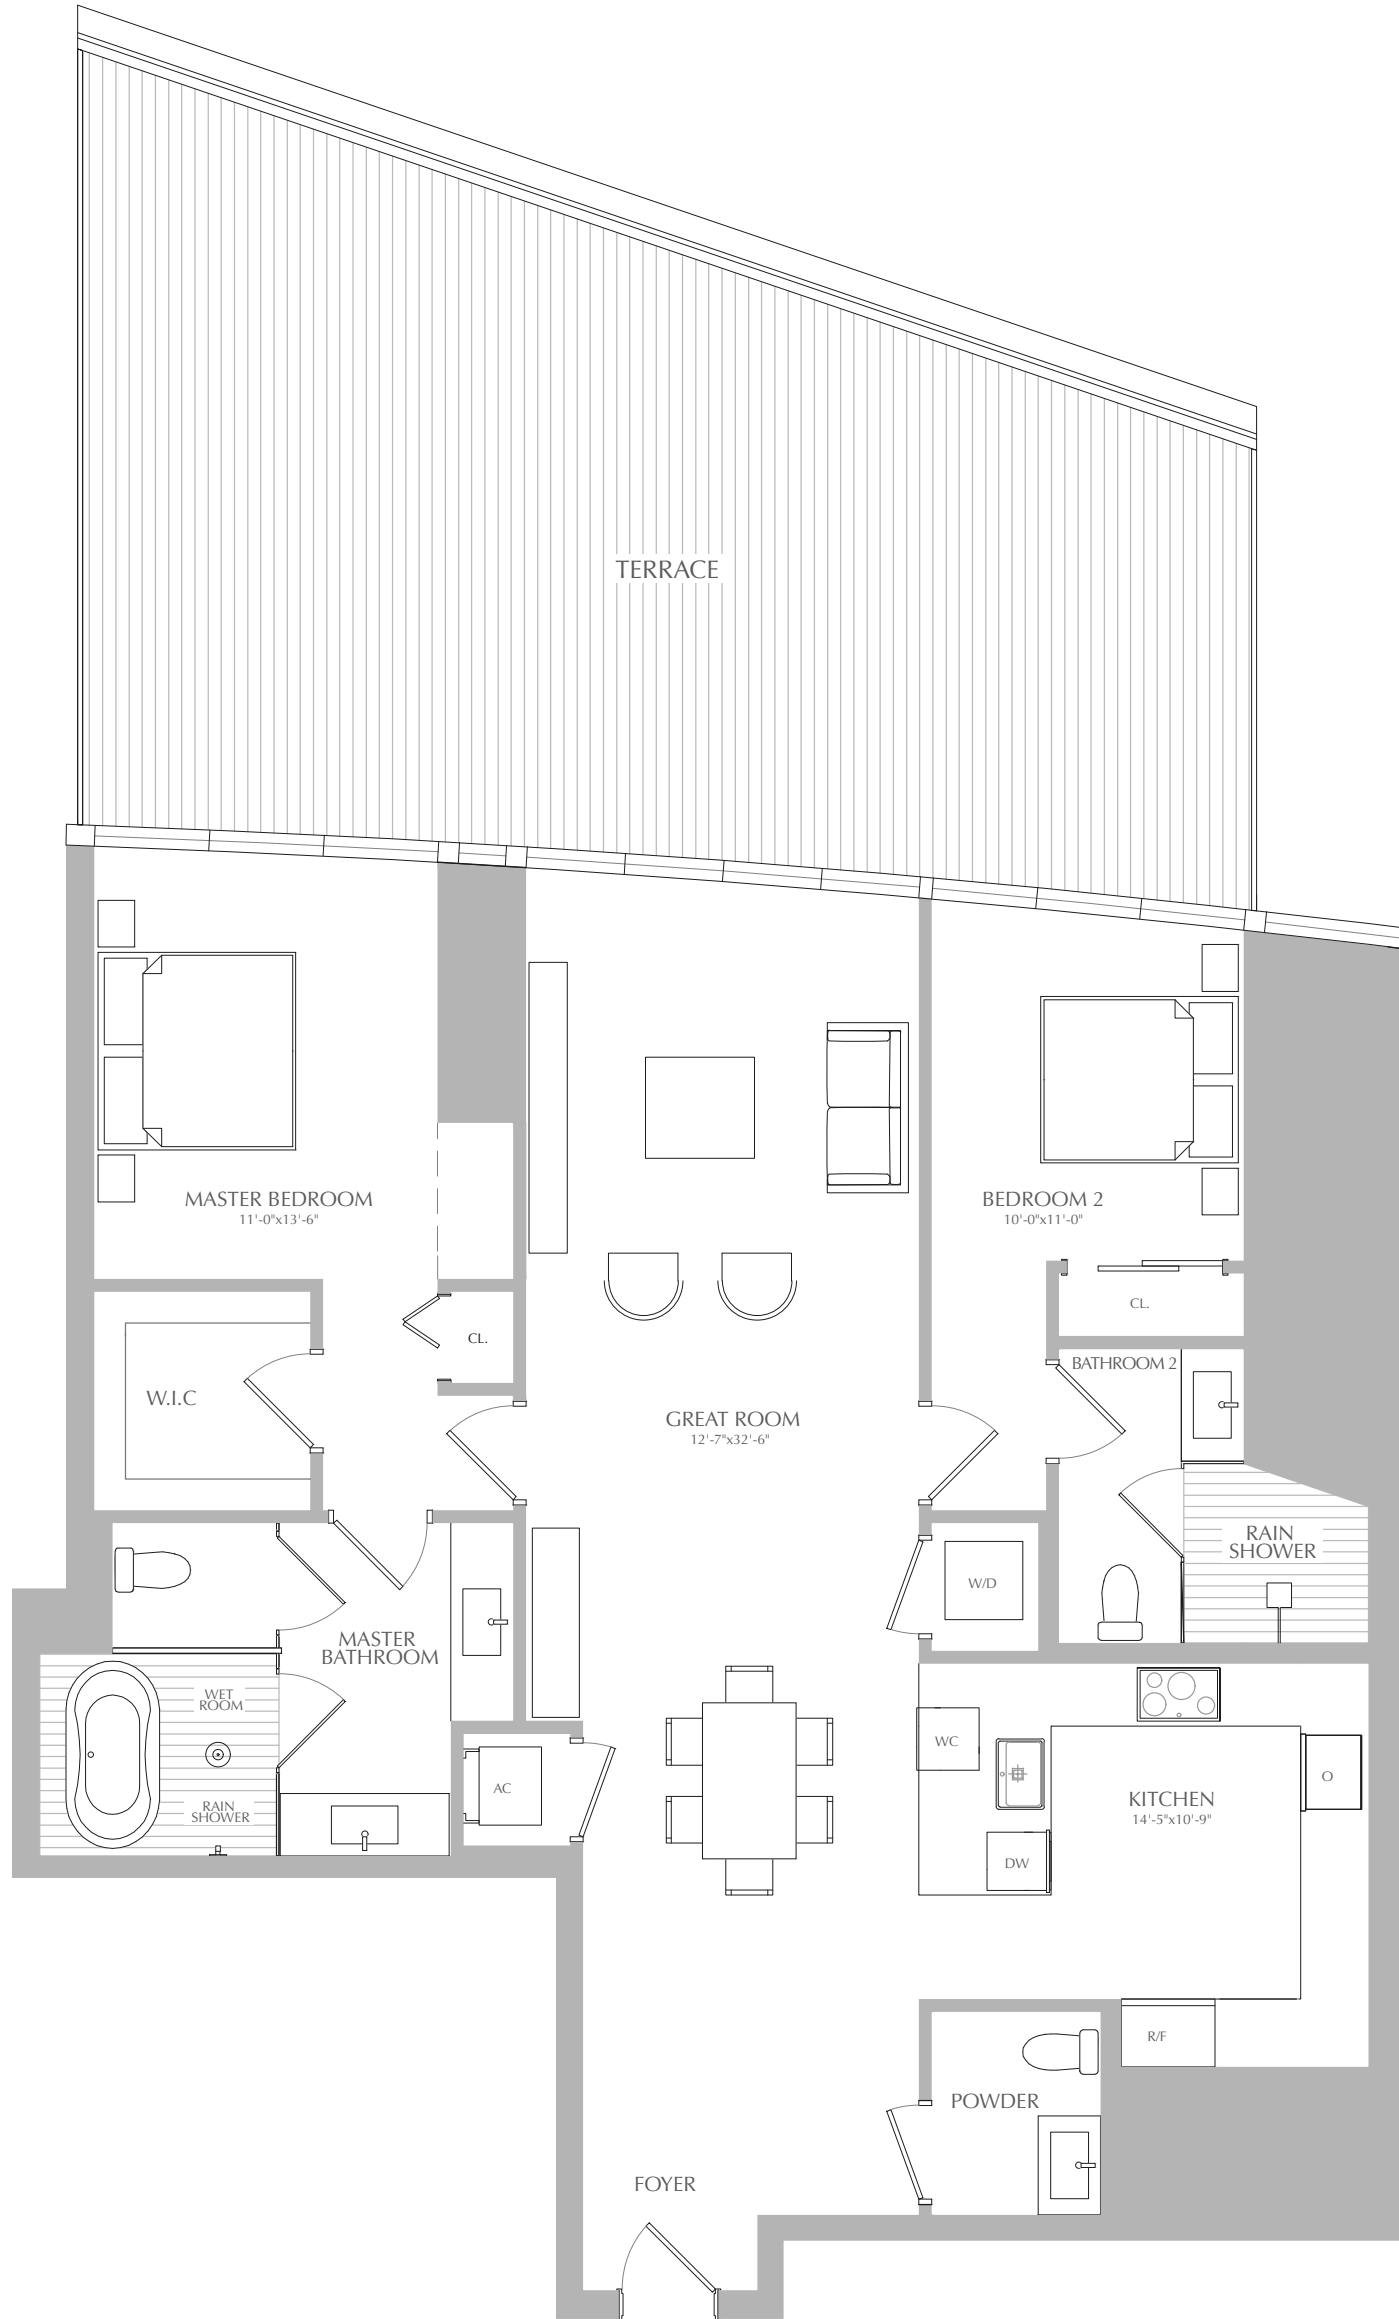 TERRACE
MASTER BEDROOM
11'-0"x13'-6"
BEDROOM 2
10'-0"x11'-0"
CL.
CL.
BATHROOM 2
W.I.C
GREAT ROOM
12'-7"x32'-6"
RAIN
SHOWER
W/D
MASTER
BATHROOM
WET
ROOM
RAIN
SHOWER
AC
WC
DW
KITCHEN
14'-5"x10'-9"
O
R/F
POWDER
FOYER